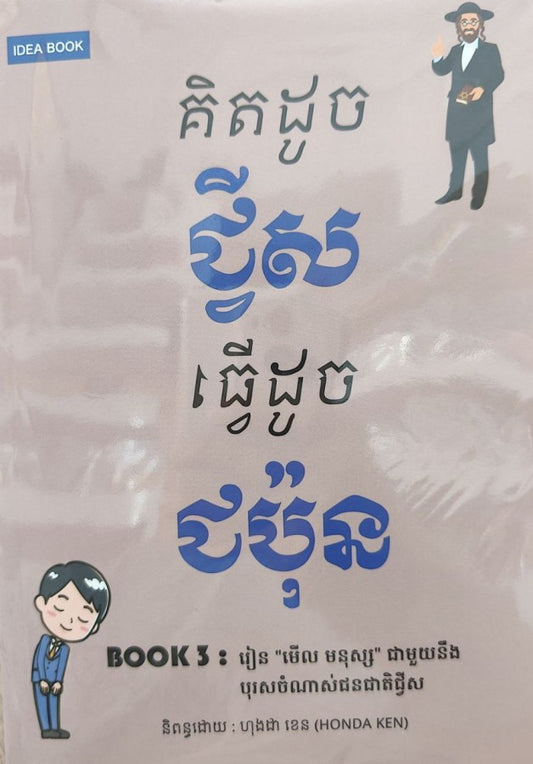 IDEA BOOK
គិតដូច
ជ្វីស
ធ្វើដូច
ជប៉ុន
BOOK 3 : រៀន "មើល មនុស្ស" ជាមួយនឹង
បុរសចំណាស់ជនជាតិជ្វីស
និពន្ធដោយ : ហុងដា ខេន (HONDA KEN)